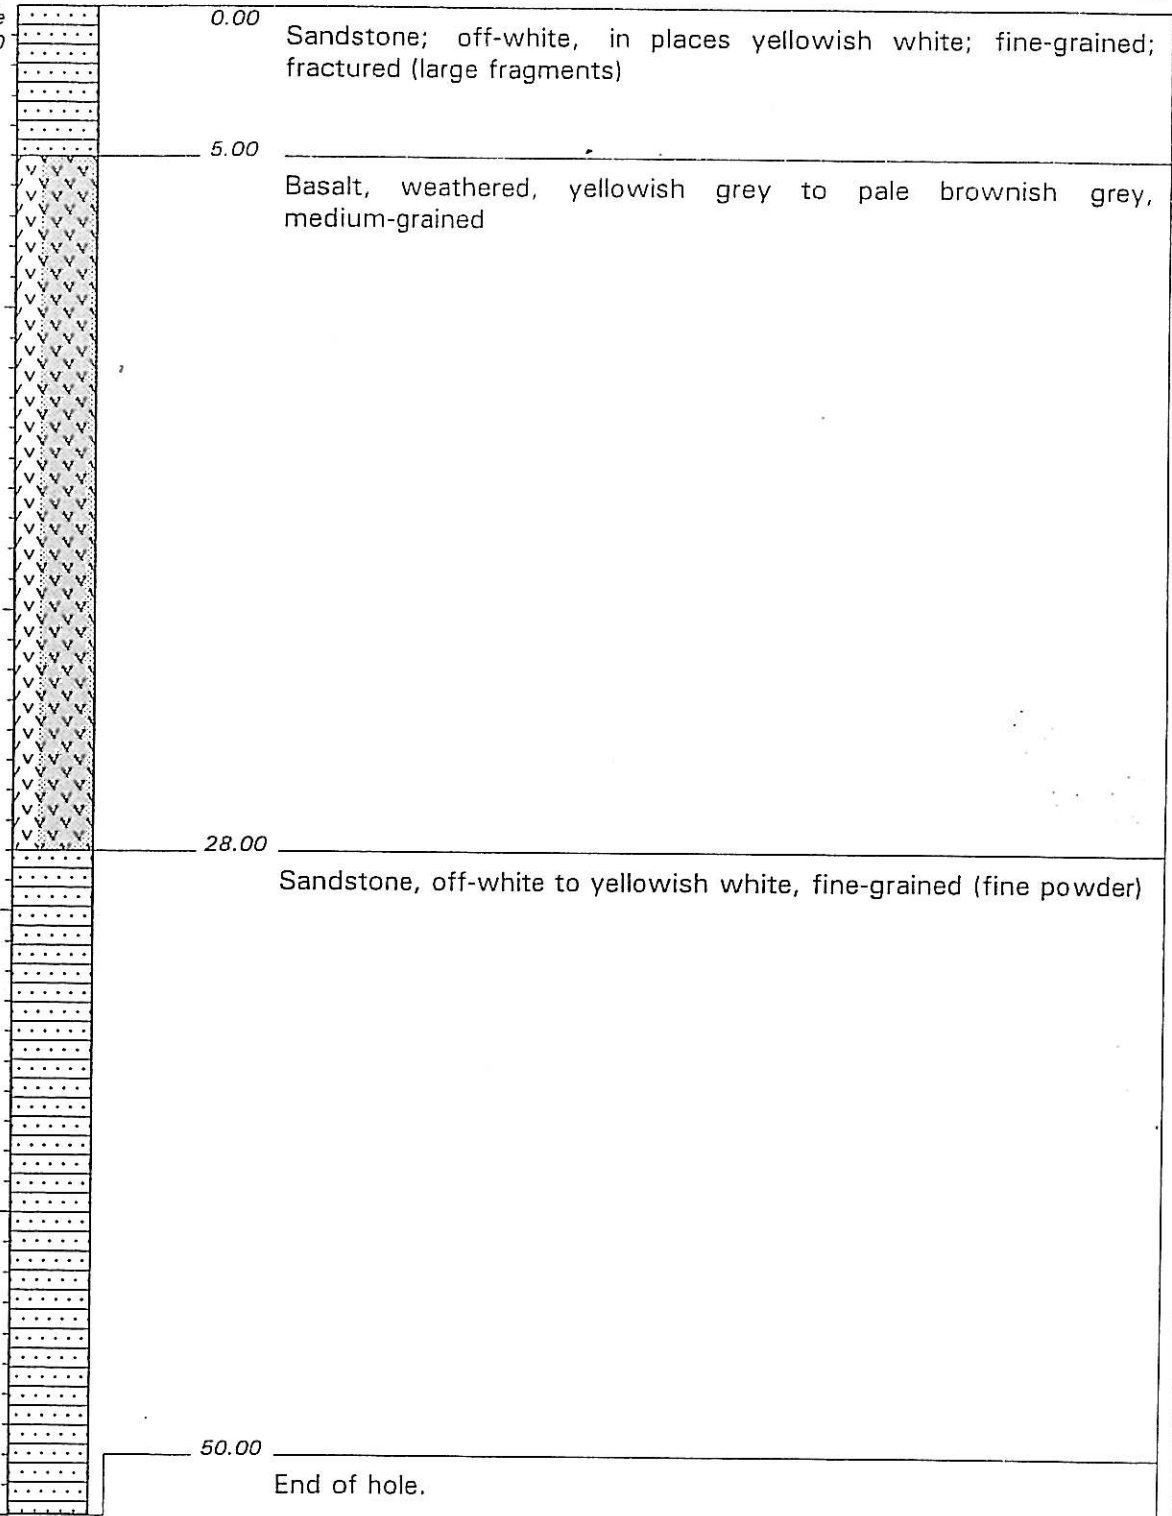 0.00
Sandstone; off-white, in places yellowish white; fine-grained;
fractured (large fragments)
5.00
Basalt, weathered, yellowish grey to pale brownish grey,
medium-grained
28.00
Sandstone, off-white to yellowish white, fine-grained (fine powder)
50.00
End of hole.